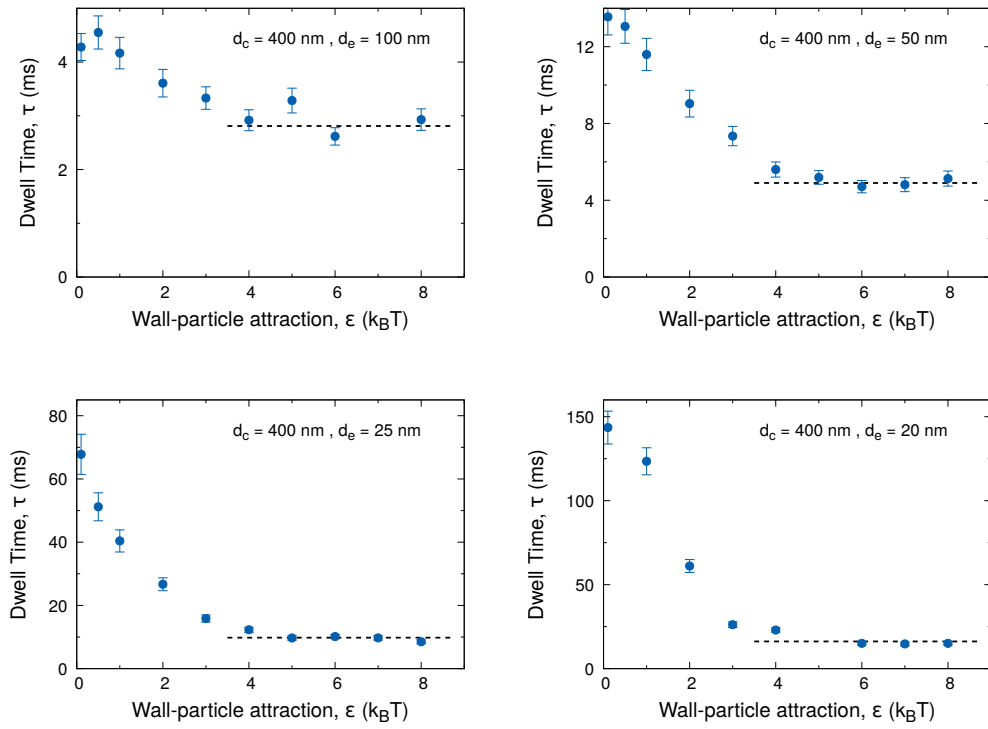 d_c = 400 nm , d_e = 100 nm
Dwell Time, τ (ms)
4
2
0
0 2 4 6 8
Wall-particle attraction, ε (k_BT)
d_c = 400 nm , d_e = 50 nm
Dwell Time, τ (ms)
12
8
4
0
0 2 4 6 8
Wall-particle attraction, ε (k_BT)
d_c = 400 nm , d_e = 25 nm
Dwell Time, τ (ms)
80
60
40
20
0
0 2 4 6 8
Wall-particle attraction, ε (k_BT)
d_c = 400 nm , d_e = 20 nm
Dwell Time, τ (ms)
150
100
50
0
0 2 4 6 8
Wall-particle attraction, ε (k_BT)